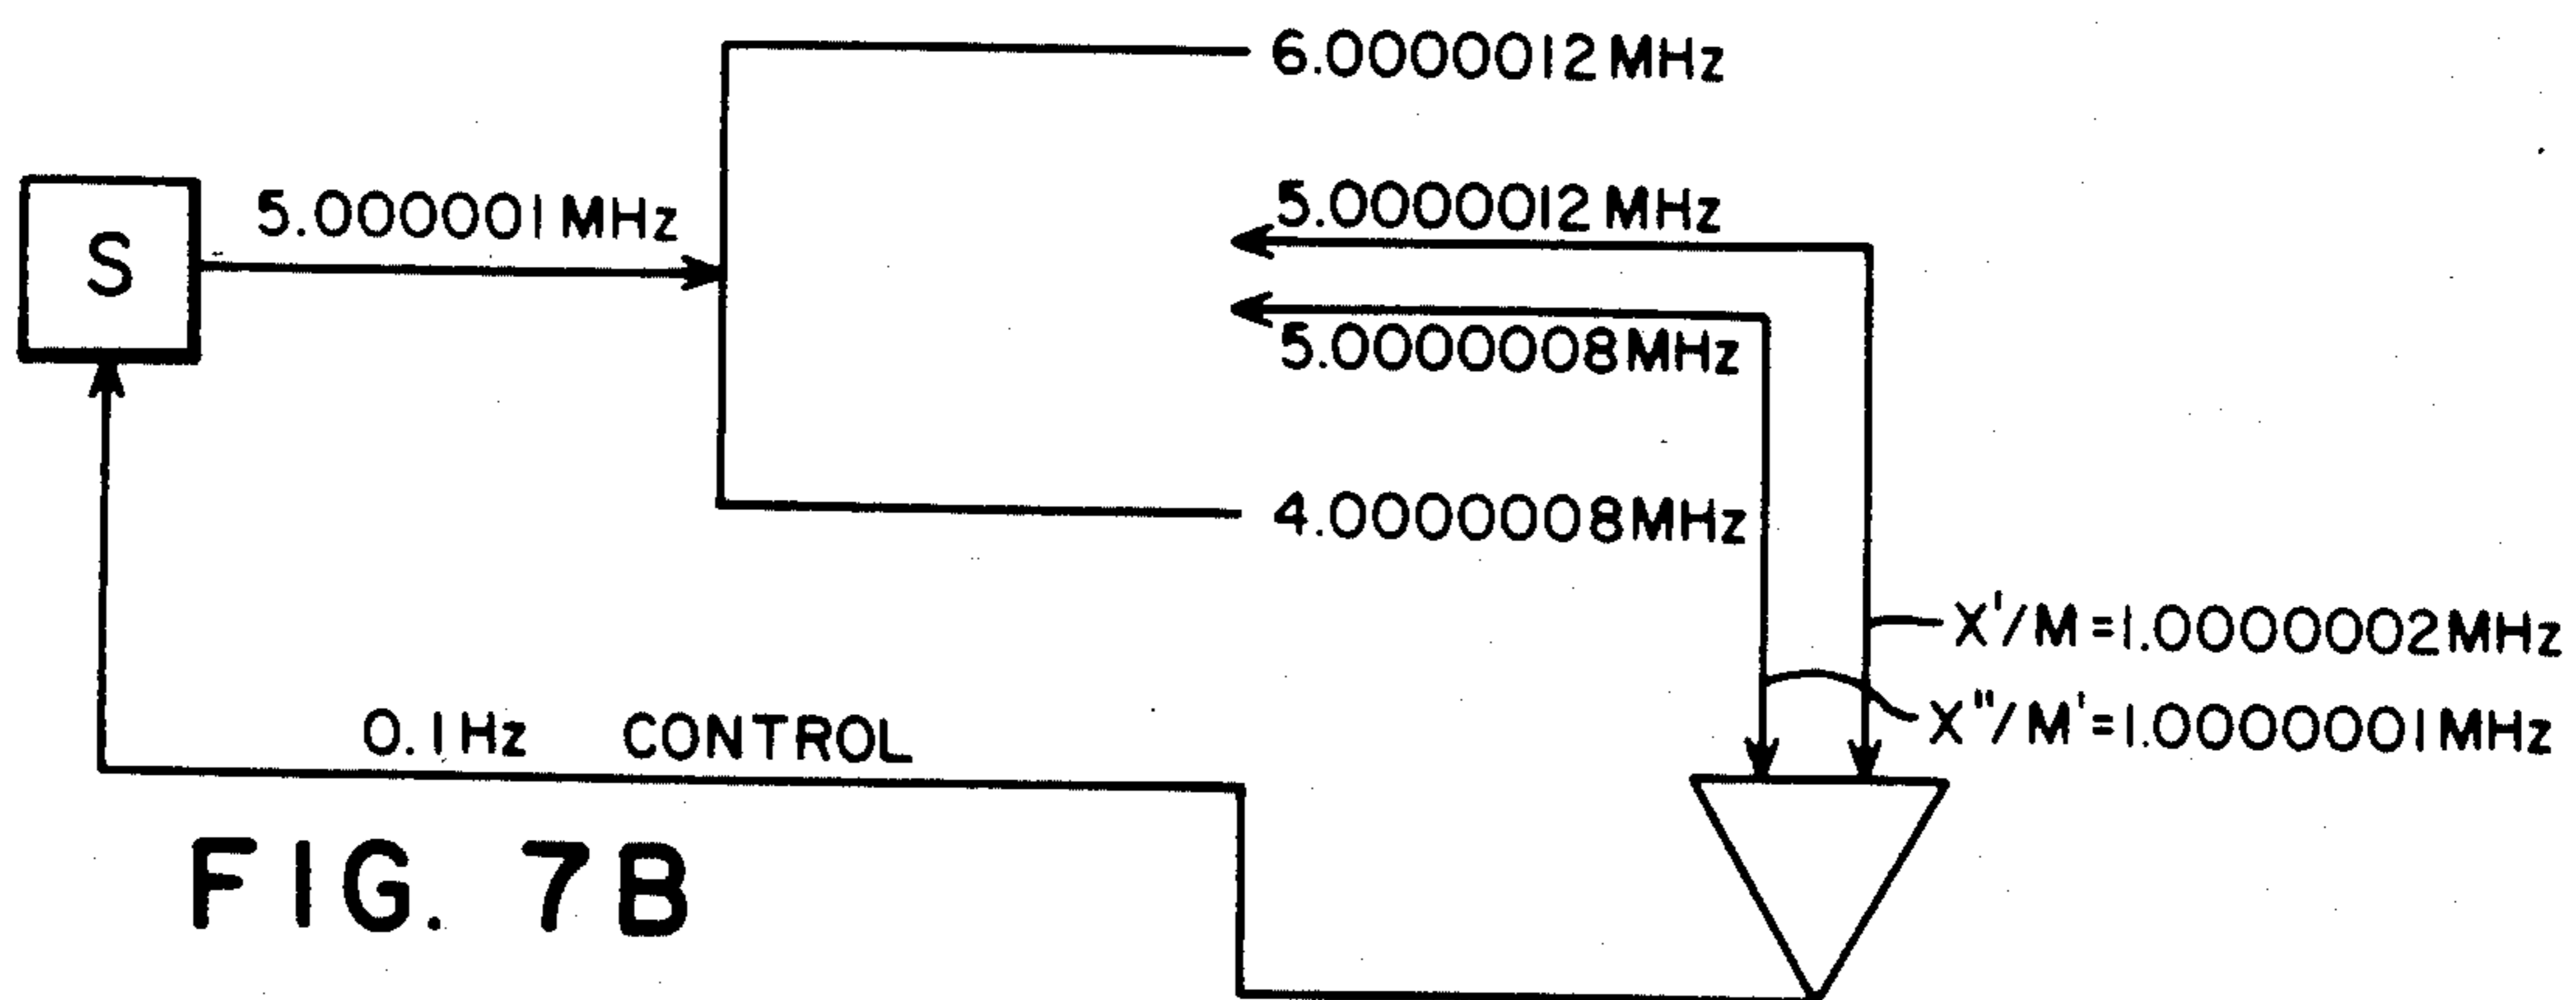 6.0000012 MHz
5.000001 MHz
5.0000012 MHz
S
5.0000008 MHz
4.0000008 MHz
X'/M = 1.0000002 MHz
X"/M' = 1.0000001 MHz
0.1 Hz CONTROL
FIG. 7B